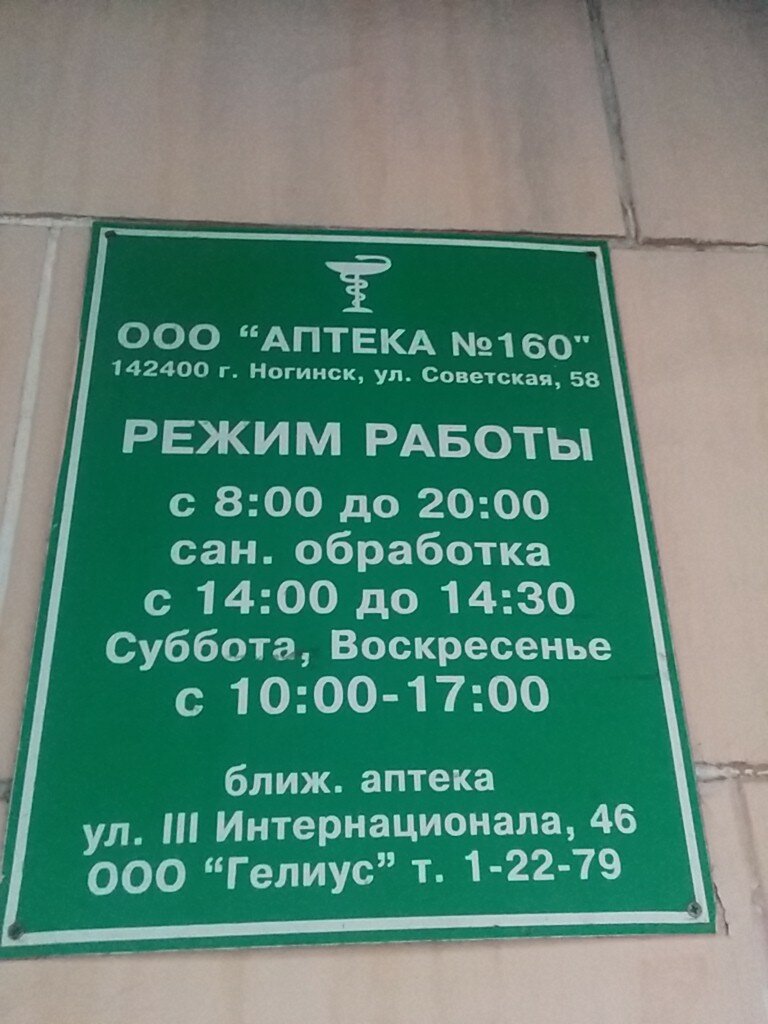 ООО "АПТЕКА №160"
142400 г. Ногинск, ул. Советская, 58
РЕЖИМ РАБОТЫ
с 8:00 до 20:00
сан. обработка
с 14:00 до 14:30
Суббота, Воскресенье
с 10:00-17:00
ближ. аптека
ул. III Интернационала, 46
ООО "Гелиус" т. 1-22-79